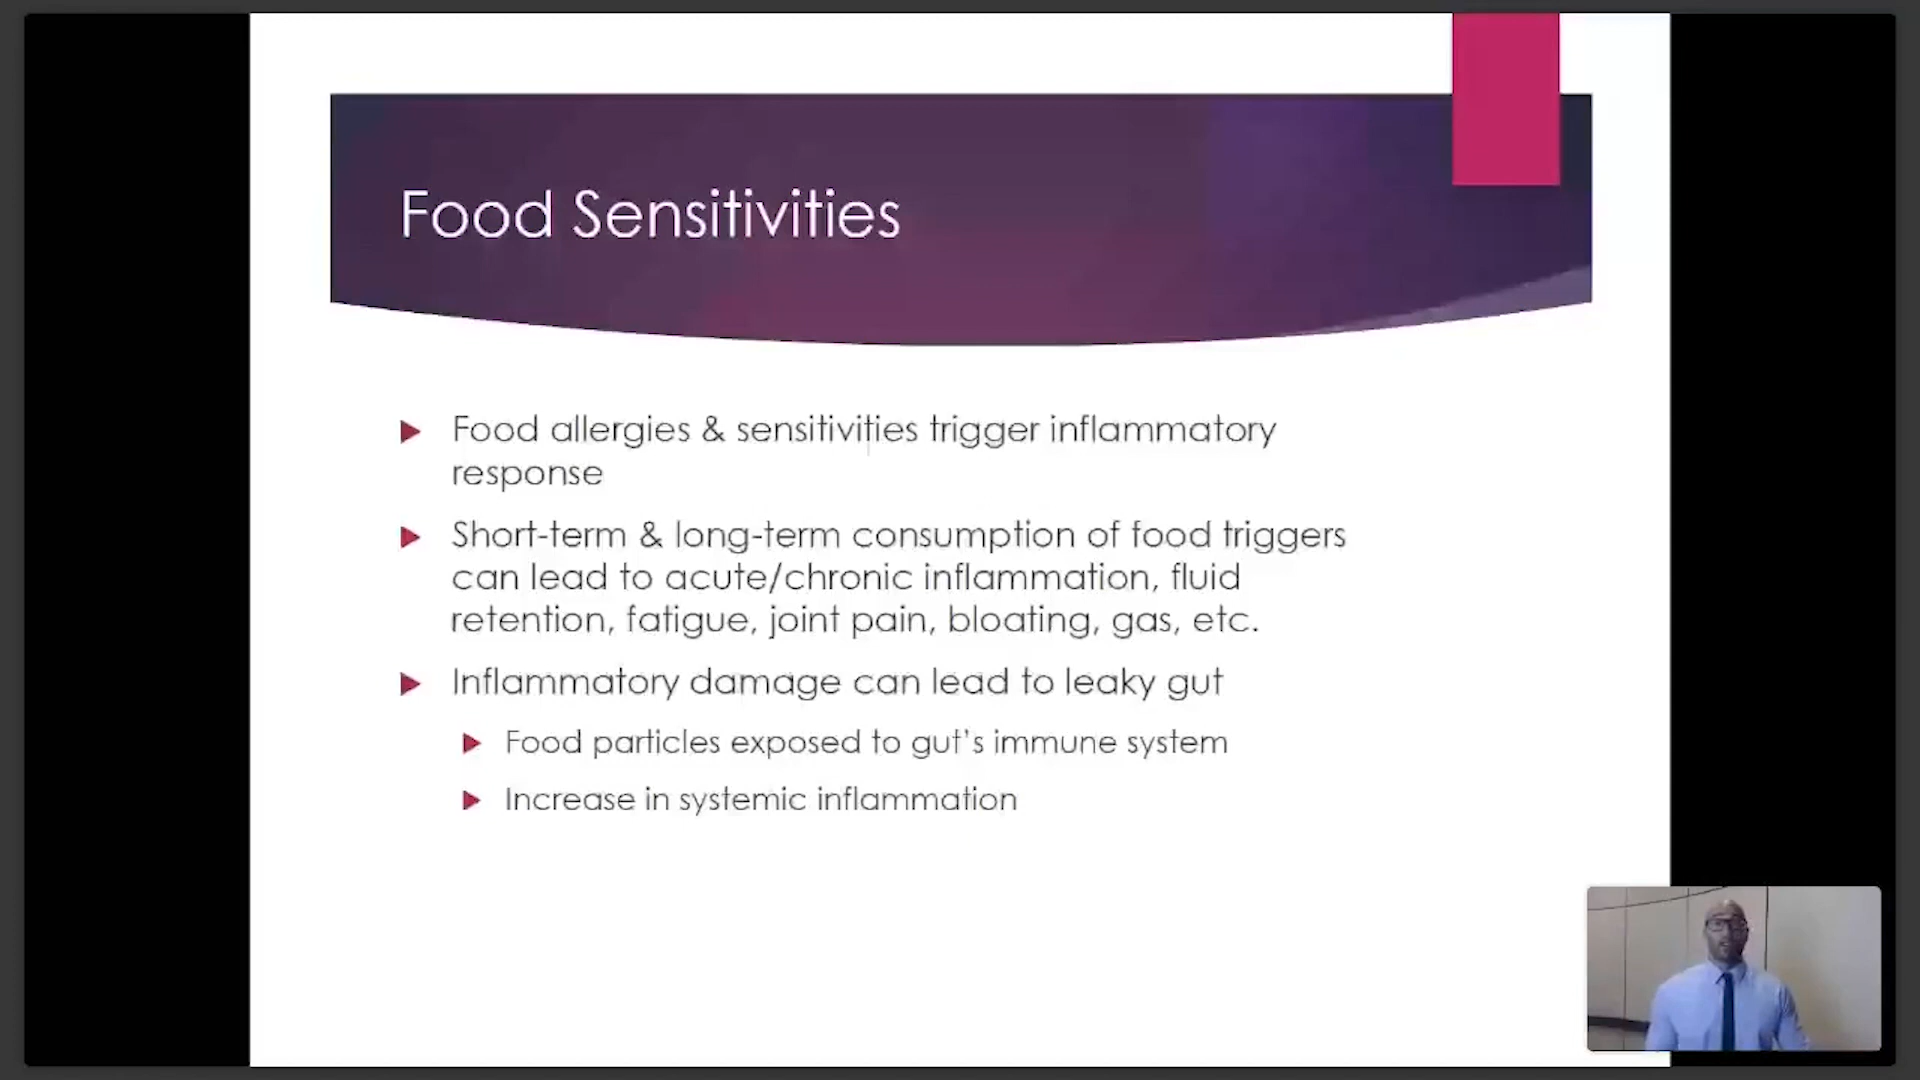 Food Sensitivities
Food allergies & sensitivities trigger inflammatory
response
Short-term & long-term consumption of food triggers
can lead to acute/chronic inflammation, fluid
retention, fatigue, joint pain, bloating, gas, etc.
Inflammatory damage can lead to leaky gut
Food particles exposed to gut's immune system
Increase in systemic inflammation